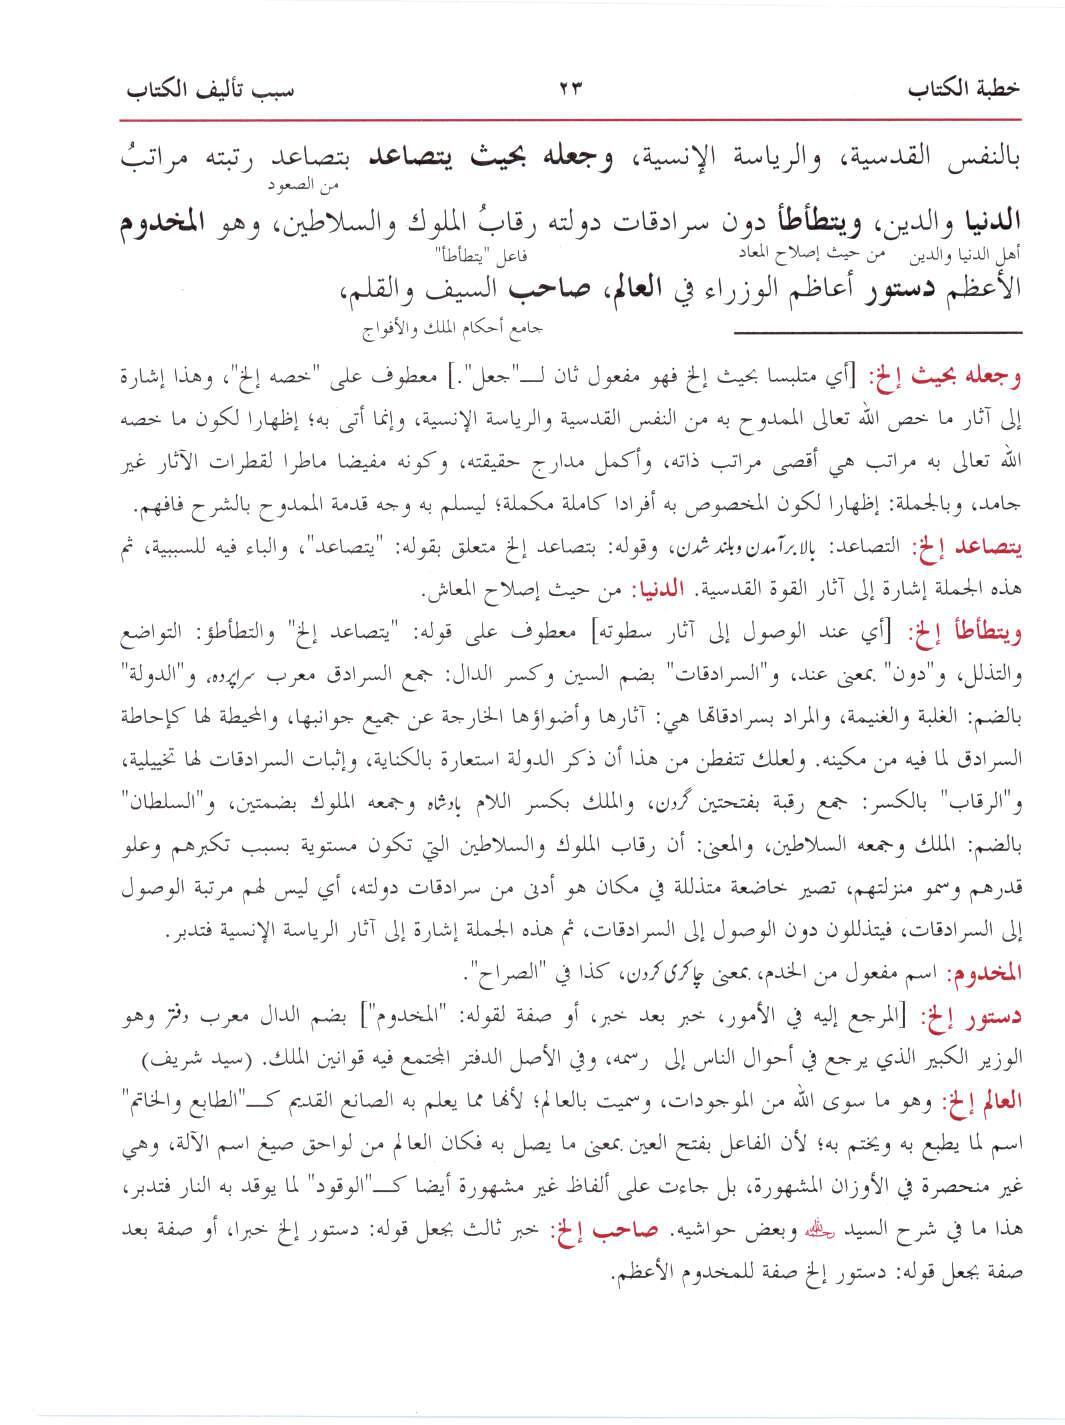 خطبة الكتاب ٢٣ سبب تأليف الكتاب
بالنفس القدسية، والرياسة الإنسية، وجعله بحيث يتصاعد بتصاعد رتبته مراتبُ
من الصعود
الدنيا والدين، ويتطأطأ دون سرادقات دولته رقابُ الملوك والسلاطين، وهو المخدوم
أهل الدنيا والدين من حيث إصلاح المعاد فاعل "يتطأطأ"
الأعظم دستور أعاظم الوزراء في العالم، صاحب السيف والقلم،
جامع أحكام الملك والأفواج
وجعله بحيث إلخ: [أي متلبسا بحيث إلخ فهو مفعول ثان لــ"جعل".] معطوف على "خصه إلخ"، وهذا إشارة
إلى آثار ما خص الله تعالى الممدوح به من النفس القدسية والرياسة الإنسية، وإنما أتى به؛ إظهارا لكون ما خصه
الله تعالى به مراتب هي أقصى مراتب ذاته، وأكمل مدارج حقيقته، وكونه مفيضا ماطرا لقطرات الآثار غير
جامد، وبالجملة: إظهارا لكون المخصوص به أفرادا كاملة مكملة؛ ليسلم به وجه قدمة الممدوح بالشرح فافهم.
يتصاعد إلخ: التصاعد: بالا برآمدن وبلند شدن، وقوله: بتصاعد إلخ متعلق بقوله: "يتصاعد"، والباء فيه للسببية، ثم
هذه الجملة إشارة إلى آثار القوة القدسية. الدنيا: من حيث إصلاح المعاش.
ويتطأطأ إلخ: [أي عند الوصول إلى آثار سطوته] معطوف على قوله: "يتصاعد إلخ" والتطأطؤ: التواضع
والتذلل، و"دون" بمعنى عند، و"السرادقات" بضم السين وكسر الدال: جمع السرادق معرب سراپرده، و"الدولة"
بالضم: الغلبة والغنيمة، والمراد بسرادقاتها هي: آثارها وأضواؤها الخارجة عن جميع جوانبها، والمحيطة لها كإحاطة
السرادق لما فيه من مكينه. ولعلك تتفطن من هذا أن ذكر الدولة استعارة بالكناية، وإثبات السرادقات لها تخييلية،
و"الرقاب" بالكسر: جمع رقبة بفتحتين گردن، والملك بكسر اللام پادشاه وجمعه الملوك بضمتين، و"السلطان"
بالضم: الملك وجمعه السلاطين، والمعنى: أن رقاب الملوك والسلاطين التي تكون مستوية بسبب تكبرهم وعلو
قدرهم وسمو منزلتهم، تصير خاضعة متذللة في مكان هو أدنى من سرادقات دولته، أي ليس لهم مرتبة الوصول
إلى السرادقات، فيتذللون دون الوصول إلى السرادقات، ثم هذه الجملة إشارة إلى آثار الرياسة الإنسية فتدبر.
المخدوم: اسم مفعول من الخدم، بمعنى چاکری کردن، كذا في "الصراح".
دستور إلخ: [المرجع إليه في الأمور، خبر بعد خبر، أو صفة لقوله: "المخدوم"] بضم الدال معرب دفتر وهو
الوزير الكبير الذي يرجع في أحوال الناس إلى رسمه، وفي الأصل الدفتر المجتمع فيه قوانين الملك. (سيد شريف)
العالم إلخ: وهو ما سوى الله من الموجودات، وسميت بالعالم؛ لأنها مما يعلم به الصانع القديم كــ"الطابع والخاتم"
اسم لما يطبع به ويختم به؛ لأن الفاعل بفتح العين بمعنى ما يصل به فكان العالم من لواحق صيغ اسم الآلة، وهي
غير منحصرة في الأوزان المشهورة، بل جاءت على ألفاظ غير مشهورة أيضا كــ"الوقود" لما يوقد به النار فتدبر،
هذا ما في شرح السيد وبعض حواشيه. صاحب إلخ: خبر ثالث بجعل قوله: دستور إلخ خبرا، أو صفة بعد
صفة بجعل قوله: دستور إلخ صفة للمخدوم الأعظم.